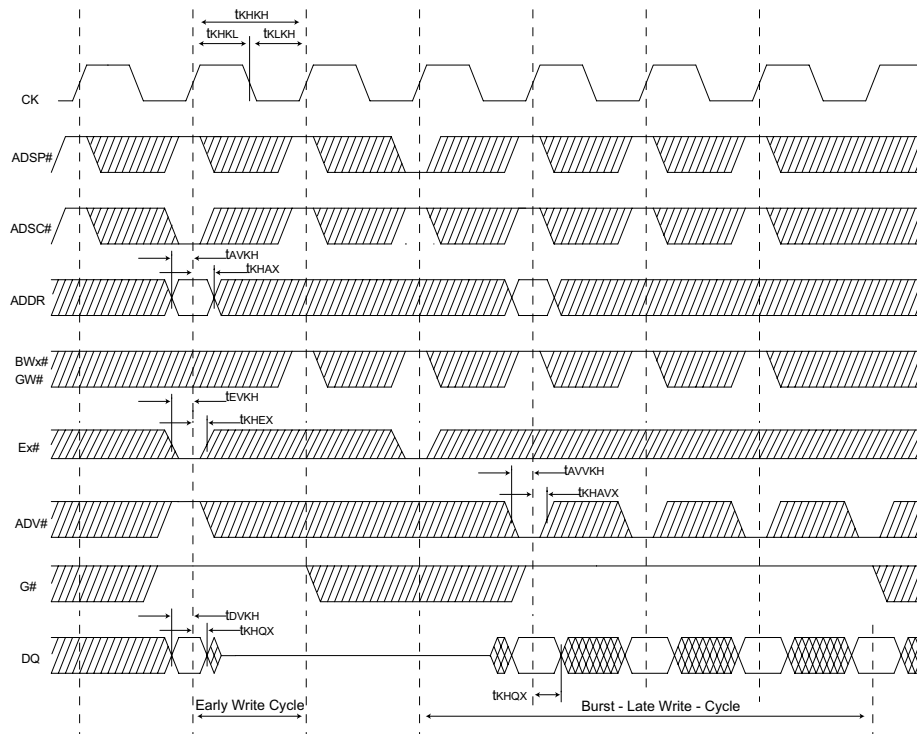 tKHKH
tKHKL tKLKH
CK
ADSP#
ADSC#
tAVKH
tKHAX
ADDR
BWx#
GW#
tEVKH
tKHEX
Ex#
tAVVKH
tKHAVX
ADV#
G#
tDVKH
tKHQX
DQ
tKHQX
Early Write Cycle
Burst - Late Write - Cycle